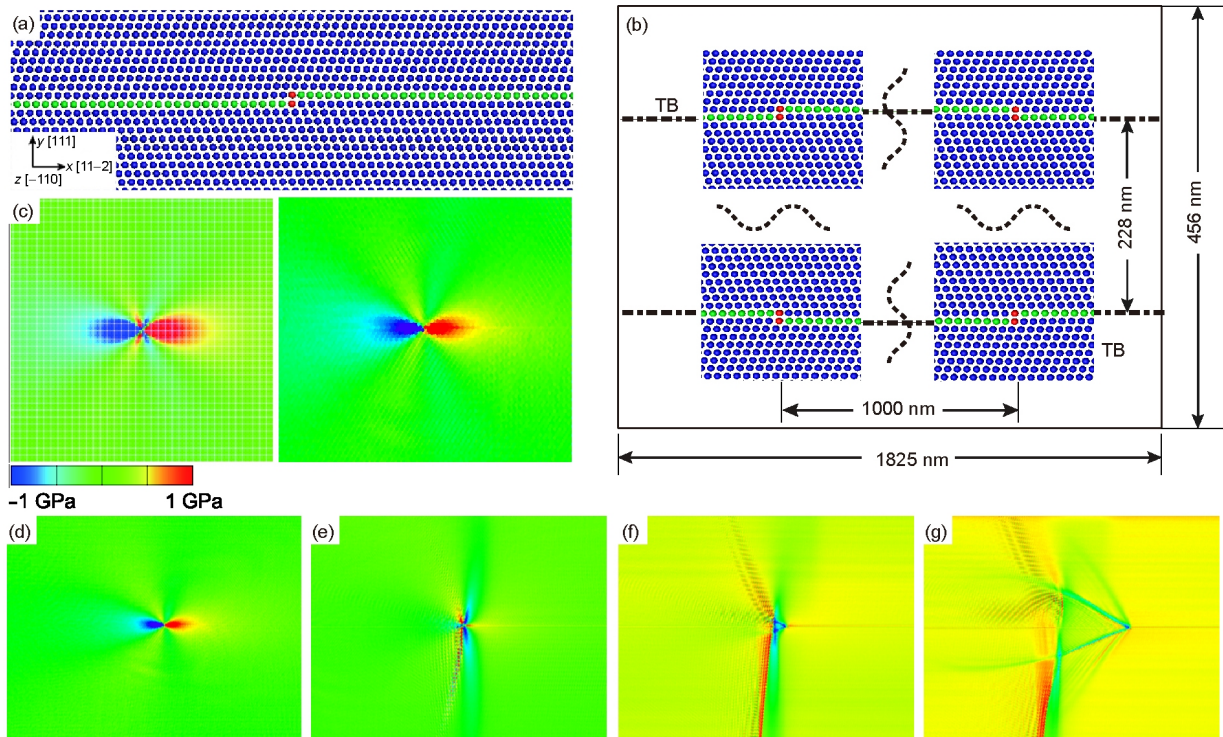 (a)
y [111]
x [11–2]
z [–110]
(b)
TB
TB
228 nm
456 nm
1000 nm
1825 nm
(c)
–1 GPa
1 GPa
(d)
(e)
(f)
(g)